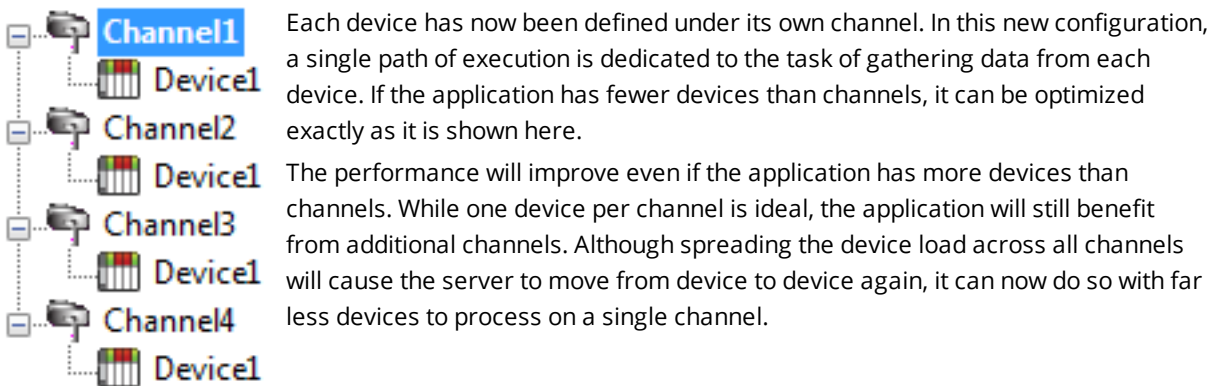 Channel1
Device1
Channel2
Device1
Channel3
Device1
Channel4
Device1
Each device has now been defined under its own channel. In this new configuration,
a single path of execution is dedicated to the task of gathering data from each
device. If the application has fewer devices than channels, it can be optimized
exactly as it is shown here.
The performance will improve even if the application has more devices than
channels. While one device per channel is ideal, the application will still benefit
from additional channels. Although spreading the device load across all channels
will cause the server to move from device to device again, it can now do so with far
less devices to process on a single channel.